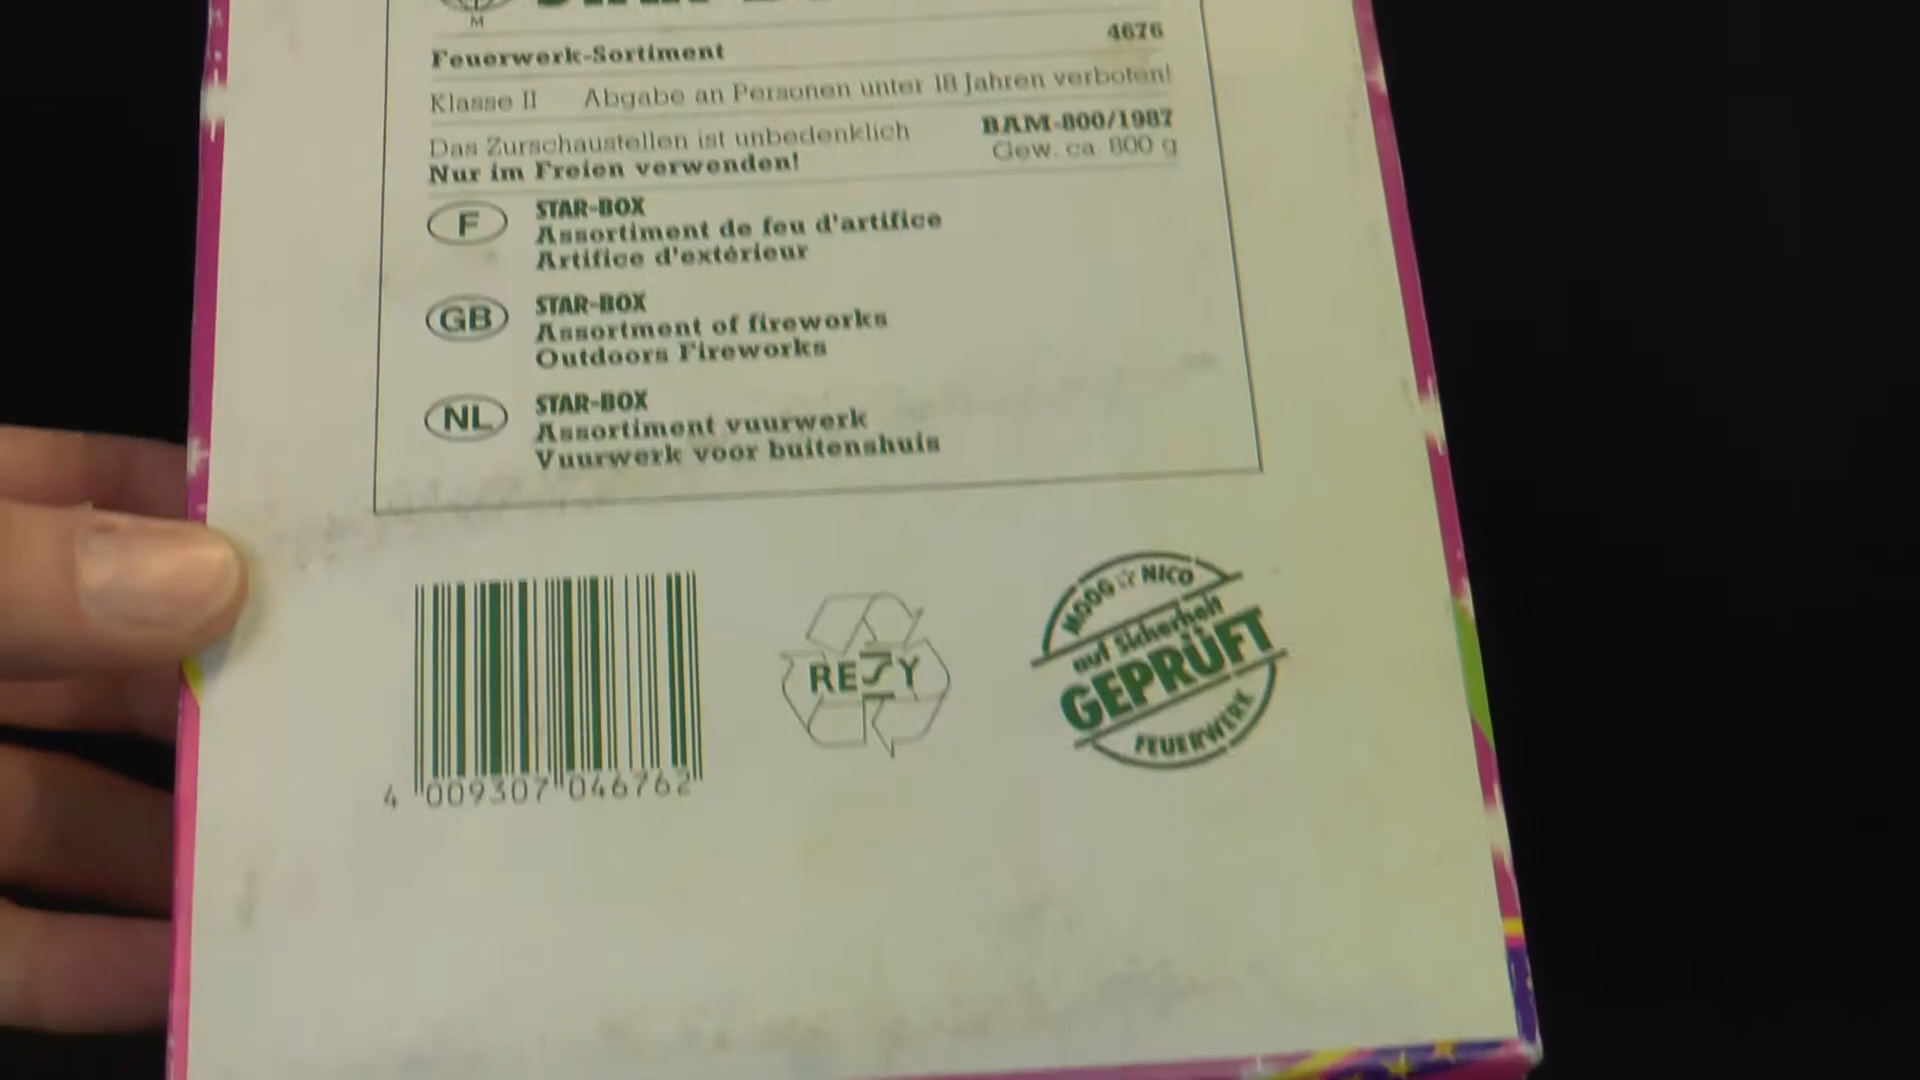 M
Feuerwerk-Sortiment 4676
Klasse II Abgabe an Personen unter 18 Jahren verboten!
Das Zurschaustellen ist unbedenklich BAM-800/1987
Nur im Freien verwenden! Gew. ca. 800 g
F STAR-BOX
Assortiment de feu d'artifice
Artifice d'extérieur
GB STAR-BOX
Assortment of fireworks
Outdoors Fireworks
NL STAR-BOX
Assortiment vuurwerk
Vuurwerk voor buitenshuis
4 009307 046762
RESY
MOOG ☆ NICO
auf Sicherheit
GEPRÜFT
FEUERWERK